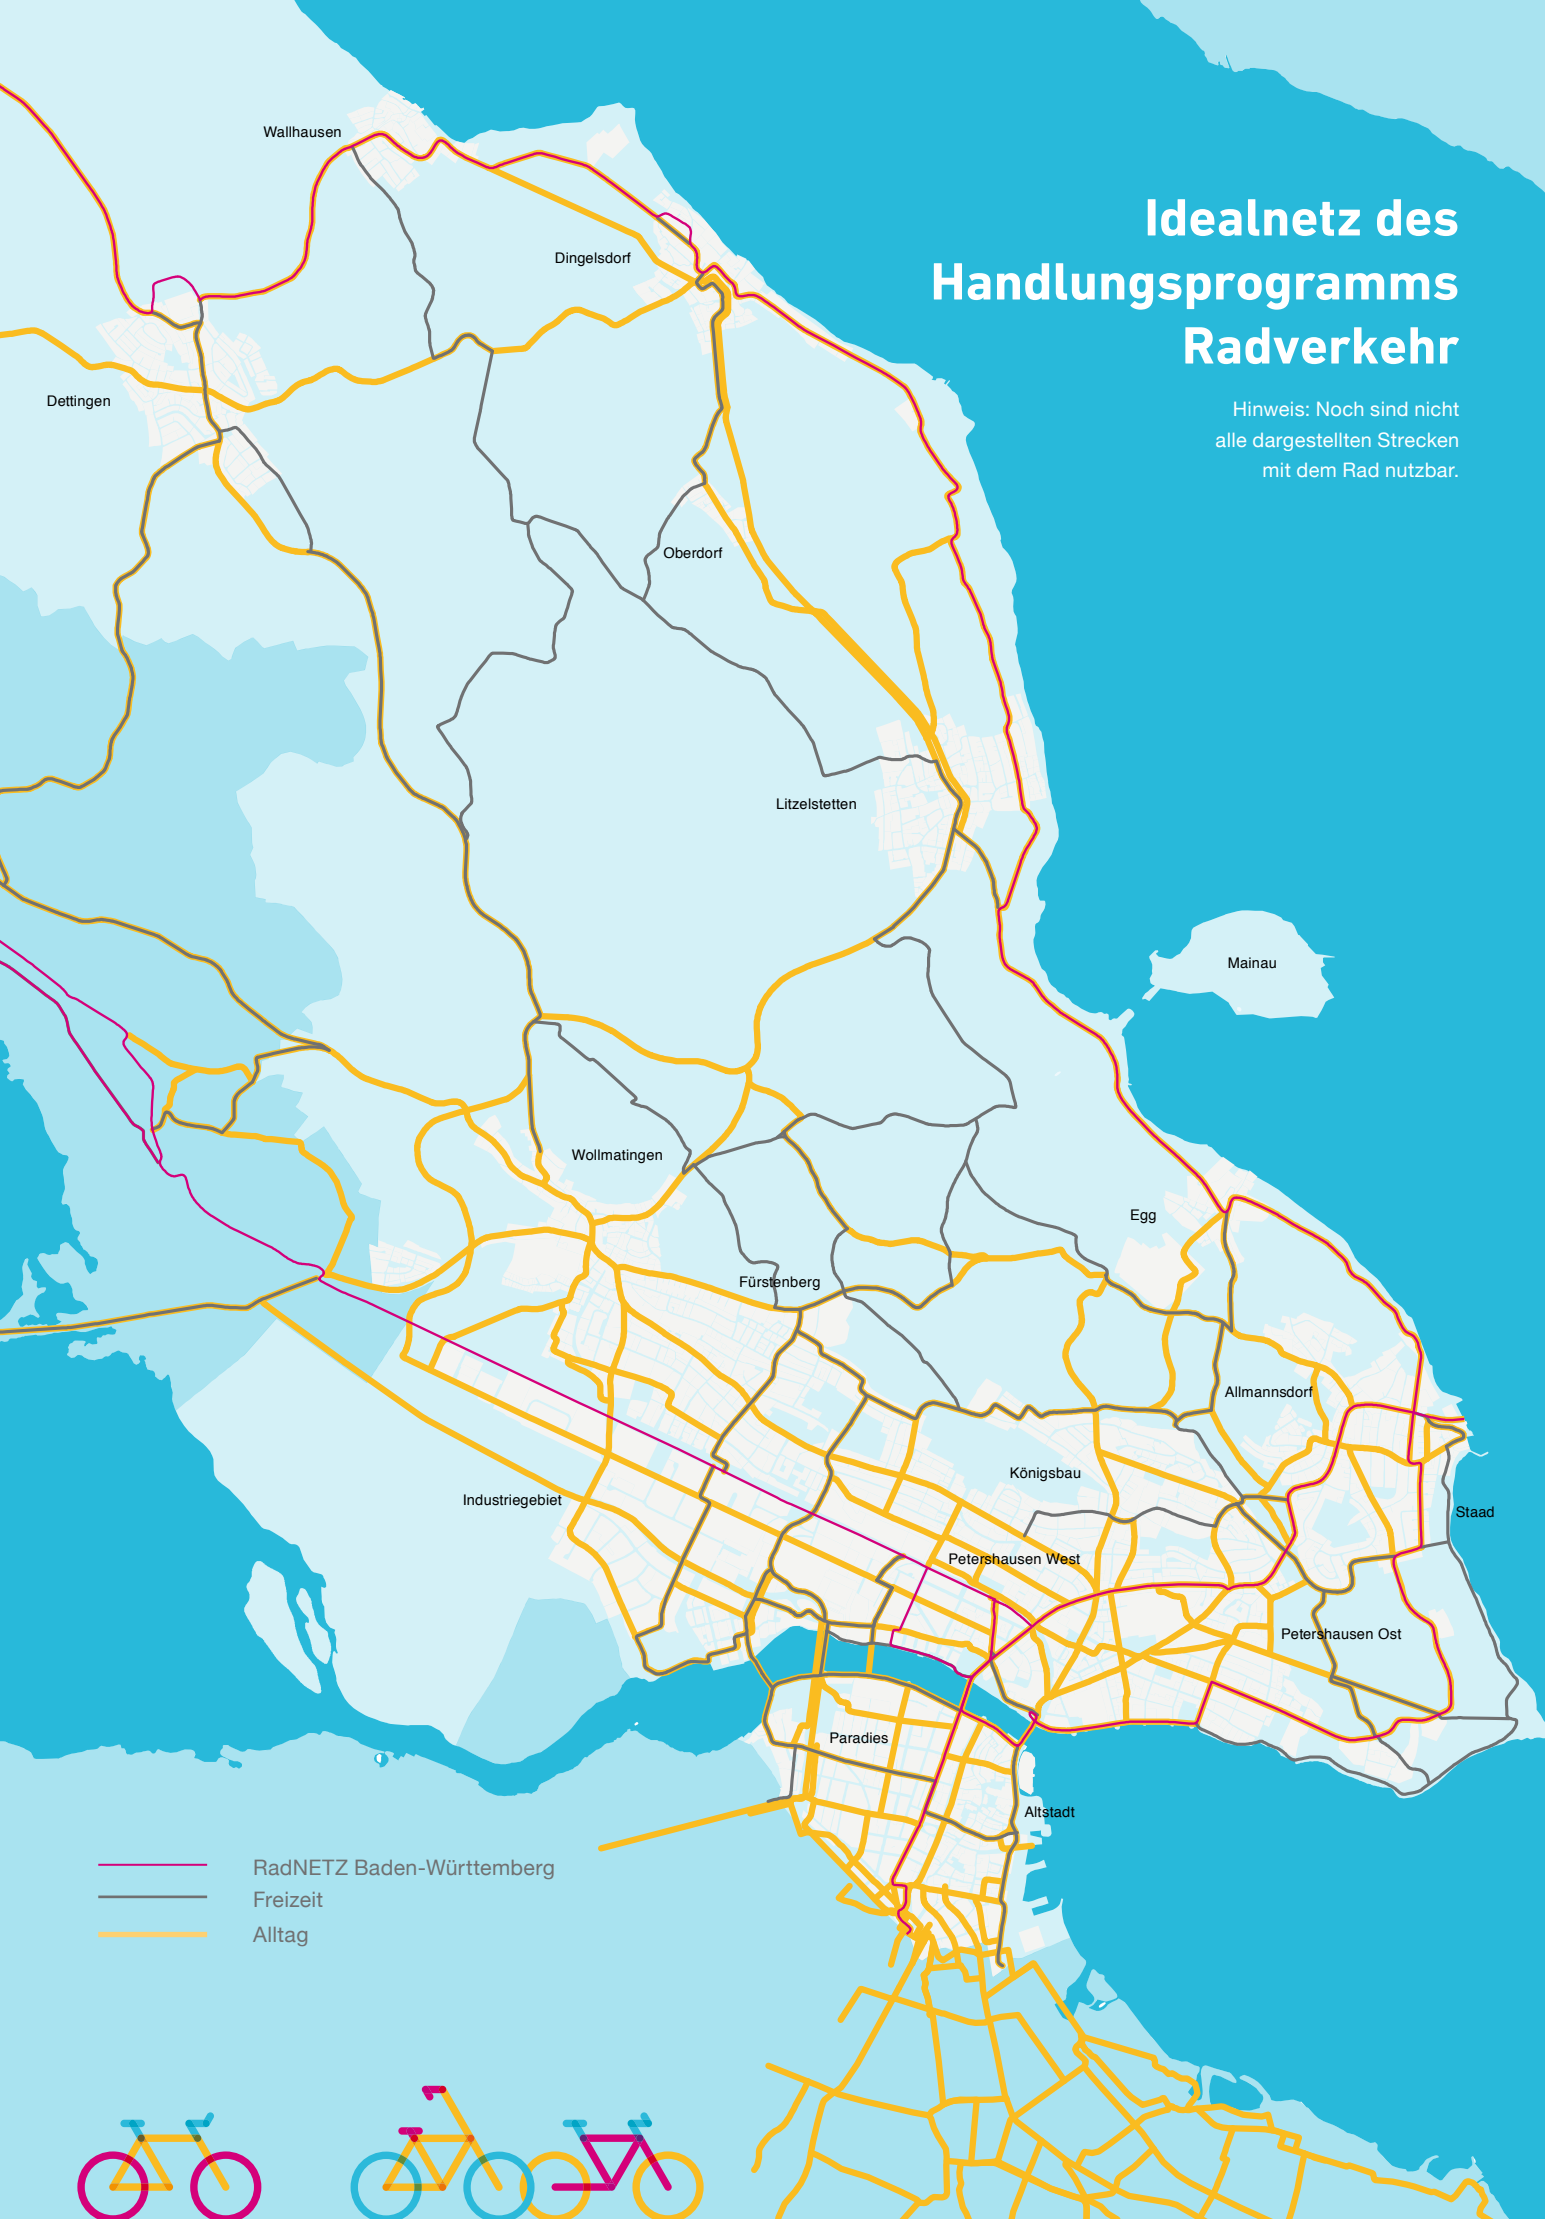 Idealnetz des
Handlungsprogramms
Radverkehr
Hinweis: Noch sind nicht
alle dargestellten Strecken
mit dem Rad nutzbar.
Wallhausen
Dingelsdorf
Dettingen
Oberdorf
Litzelstetten
Mainau
Wollmatingen
Egg
Fürstenberg
Allmannsdorf
Königsbau
Industriegebiet
Staad
Petershausen West
Petershausen Ost
Paradies
Altstadt
RadNETZ Baden-Württemberg
Freizeit
Alltag